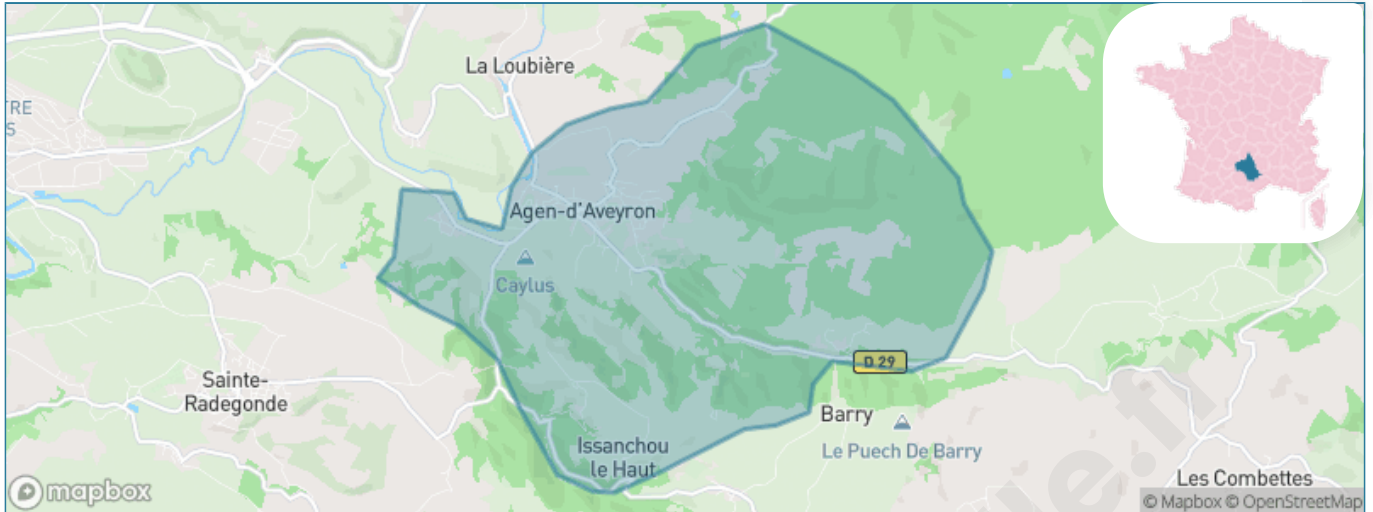 La Loubière
TRE
S
Agen-d'Aveyron
Caylus
D 29
Sainte-
Radegonde
Barry
Issanchou
le Haut
Le Puech De Barry
Les Combettes
mapbox
© Mapbox © OpenStreetMap